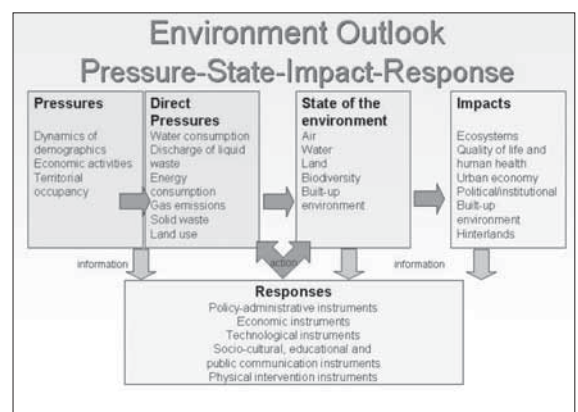 Environment Outlook
Pressure-State-Impact-Response
Pressures
Dynamics of
demographics
Economic activities
Territorial
occupancy
Direct
Pressures
Water consumption
Discharge of liquid
waste
Energy
consumption
Gas emissions
Solid waste
Land use
State of the
environment
Air
Water
Land
Biodiversity
Built-up
environment
Impacts
Ecosystems
Quality of life and
human health
Urban economy
Political/institutional
Built-up
environment
Hinterlands
information
action
information
Responses
Policy-administrative instruments
Economic instruments
Technological instruments
Socio-cultural, educational and
public communication instruments
Physical intervention instruments